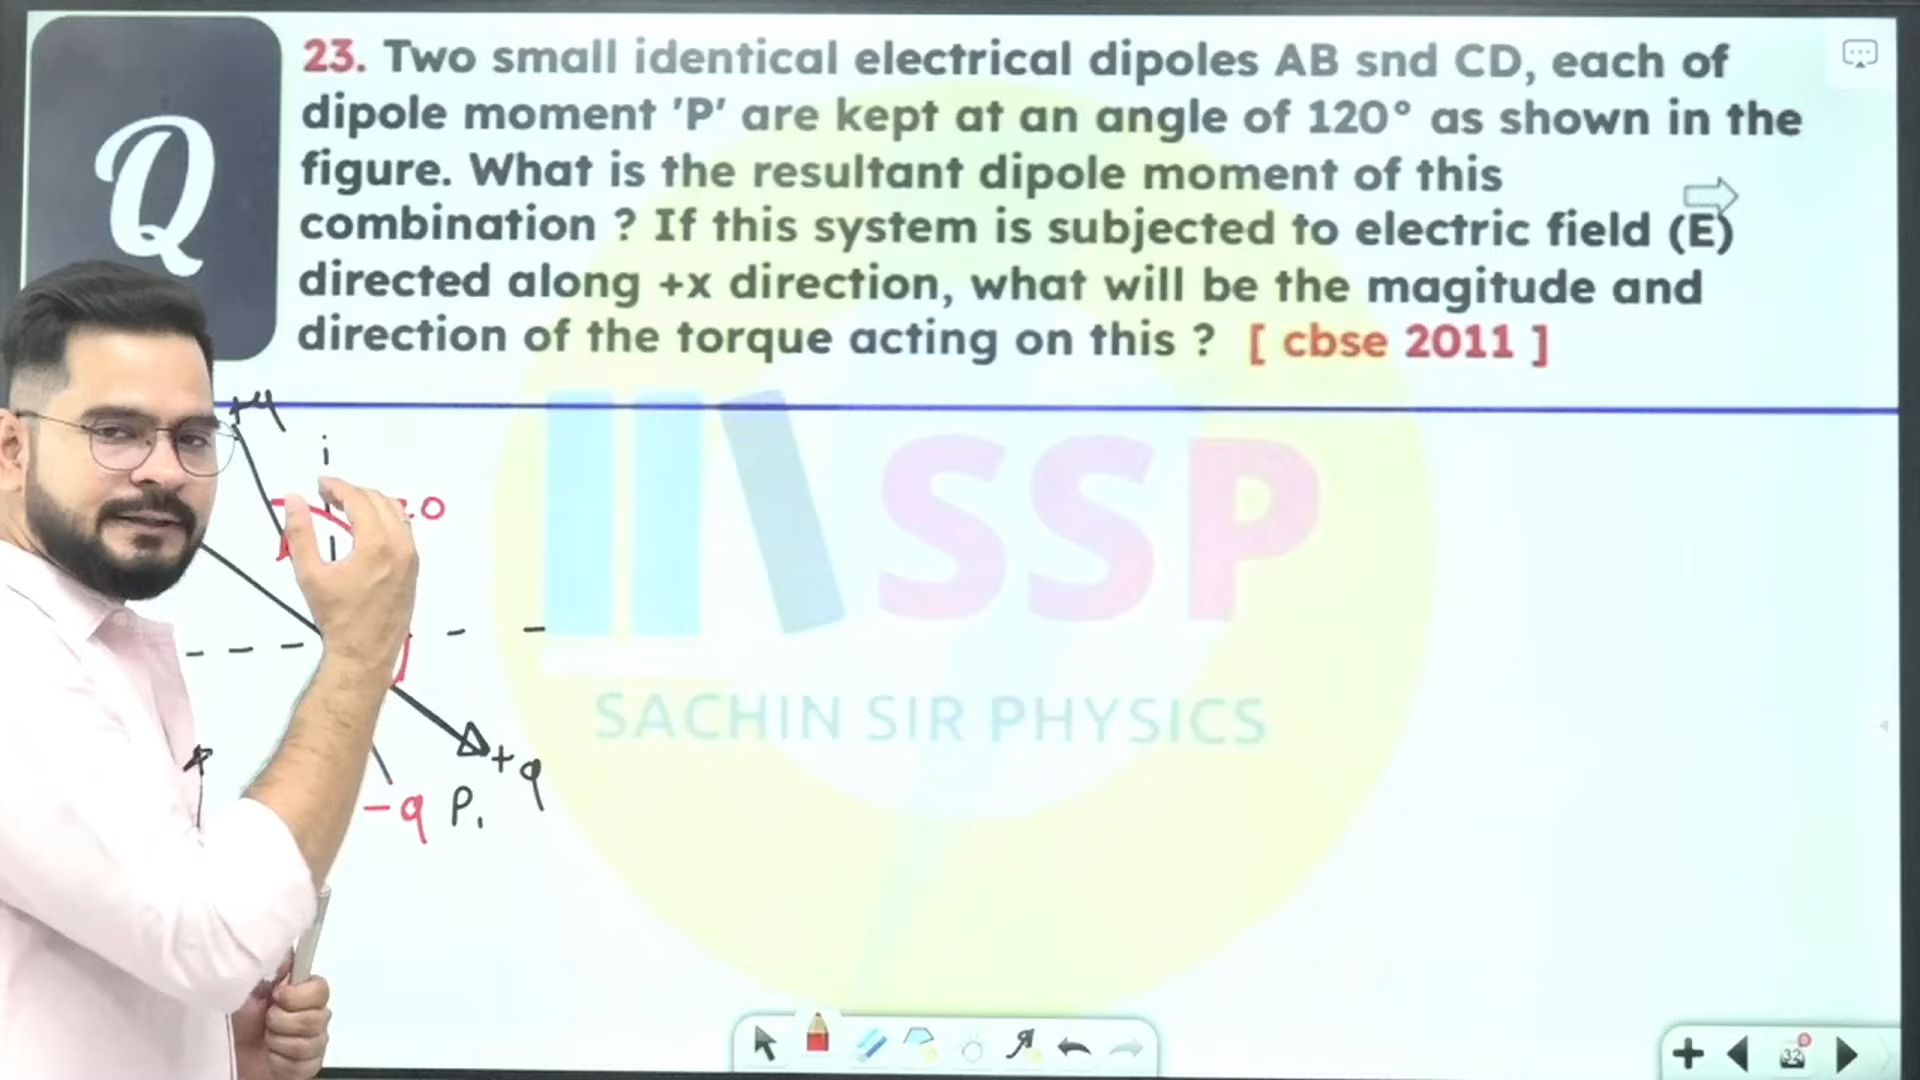 Q
23. Two small identical electrical dipoles AB snd CD, each of
dipole moment 'P' are kept at an angle of 120° as shown in the
figure. What is the resultant dipole moment of this
combination ? If this system is subjected to electric field (E)
directed along +x direction, what will be the magitude and
direction of the torque acting on this ? [ cbse 2011 ]
+q
SSP
SACHIN SIR PHYSICS
+q
-q P₁
32